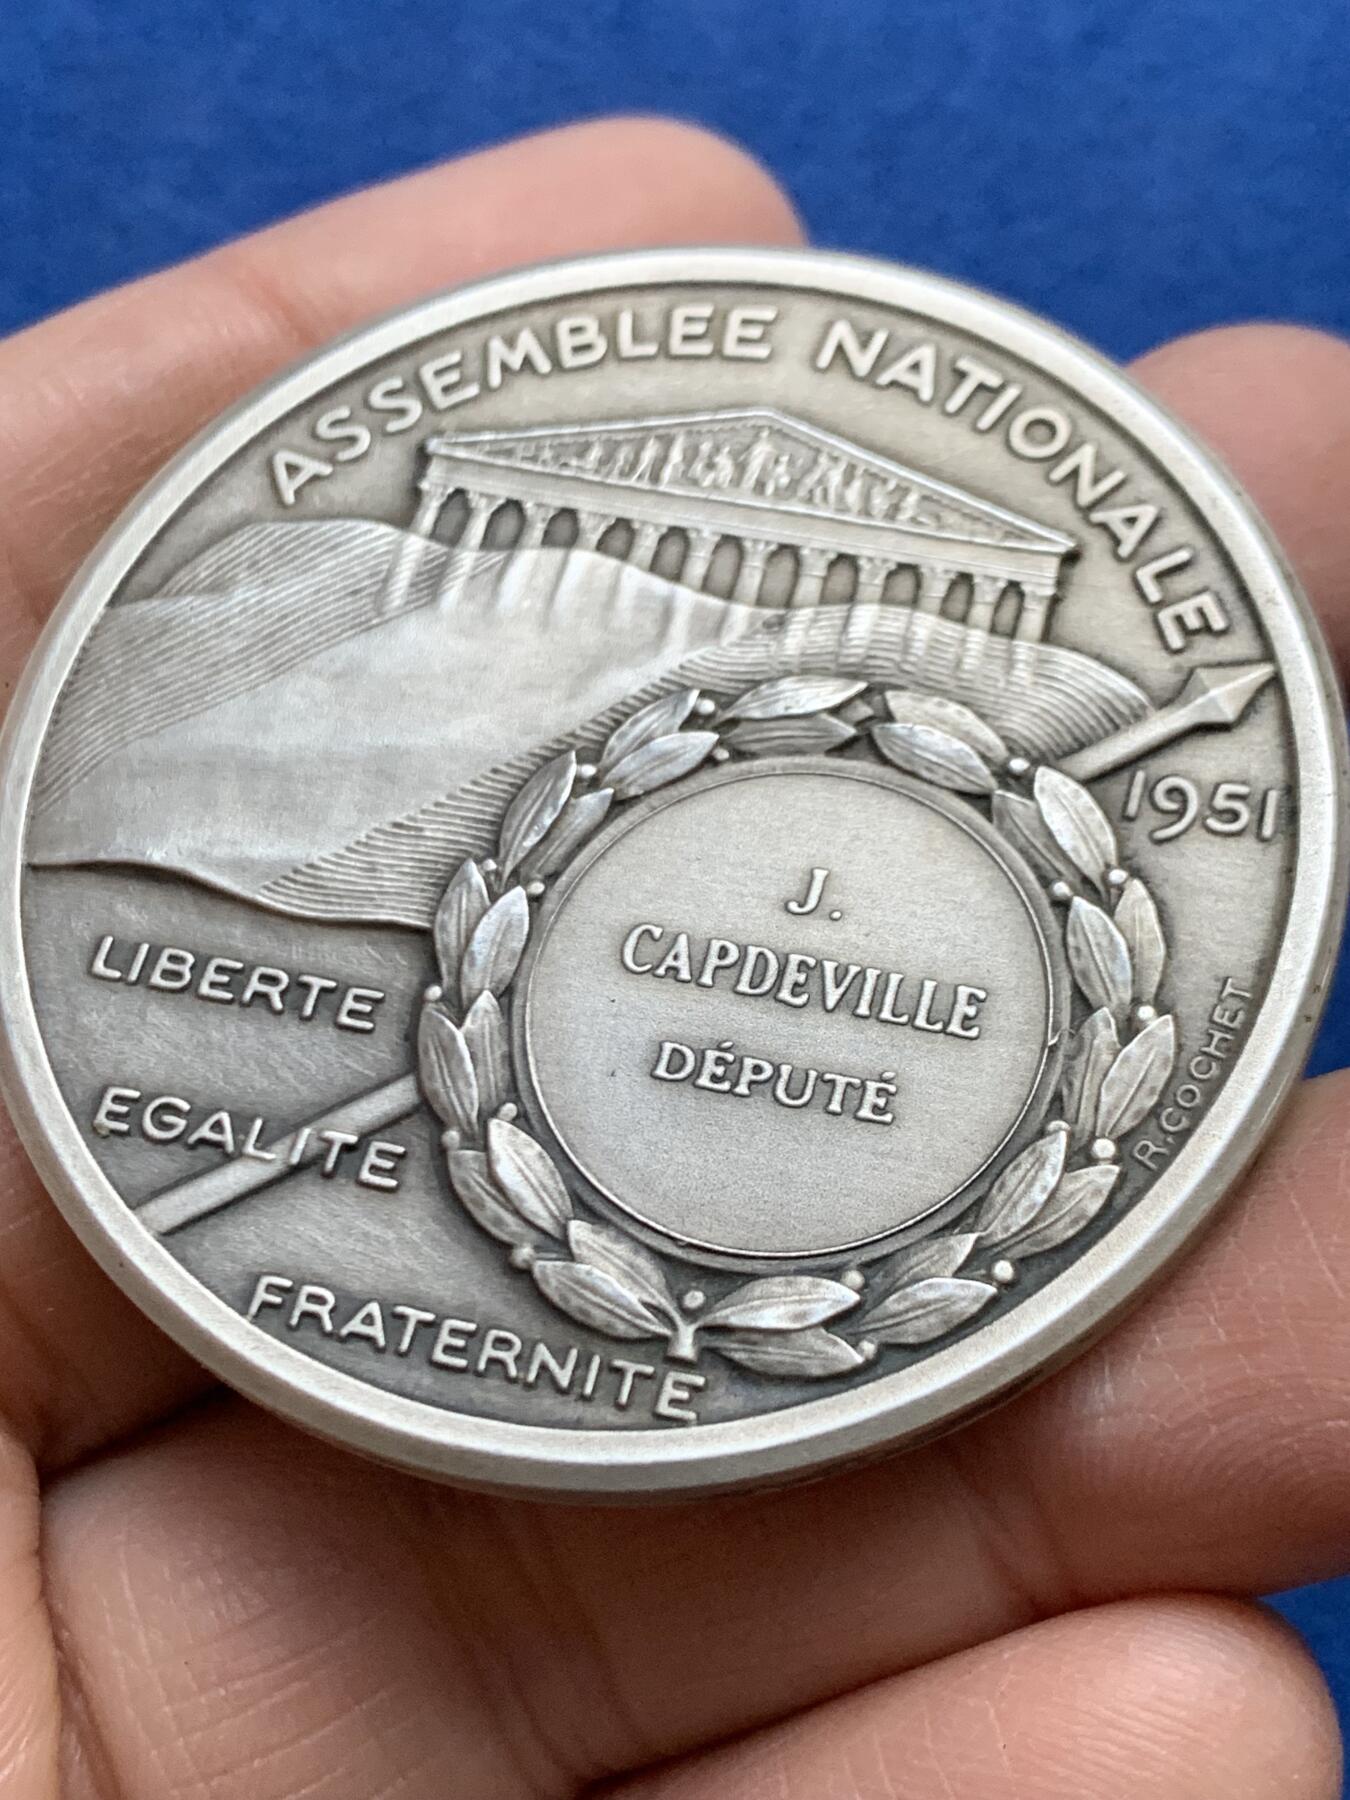 ASSEMBLEE NATIONALE
1951
J.
CAPDEVILLE
DÉPUTÉ
LIBERTE
EGALITE
FRATERNITE
R. COCHET